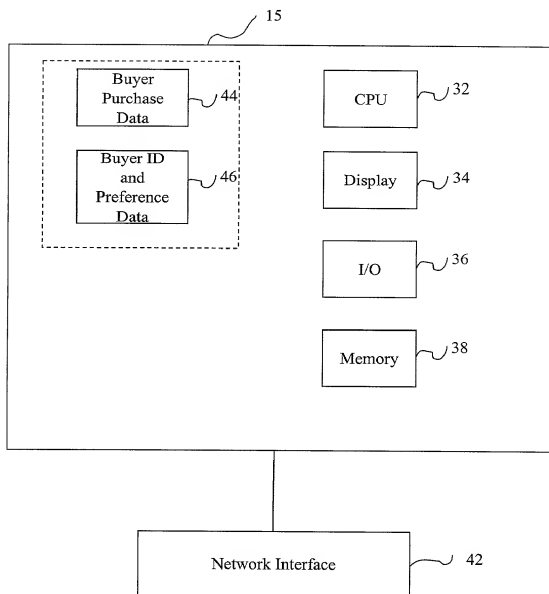 15
Buyer
Purchase
Data
44
CPU
32
Buyer ID
and
Preference
Data
46
Display
34
I/O
36
Memory
38
Network Interface
42